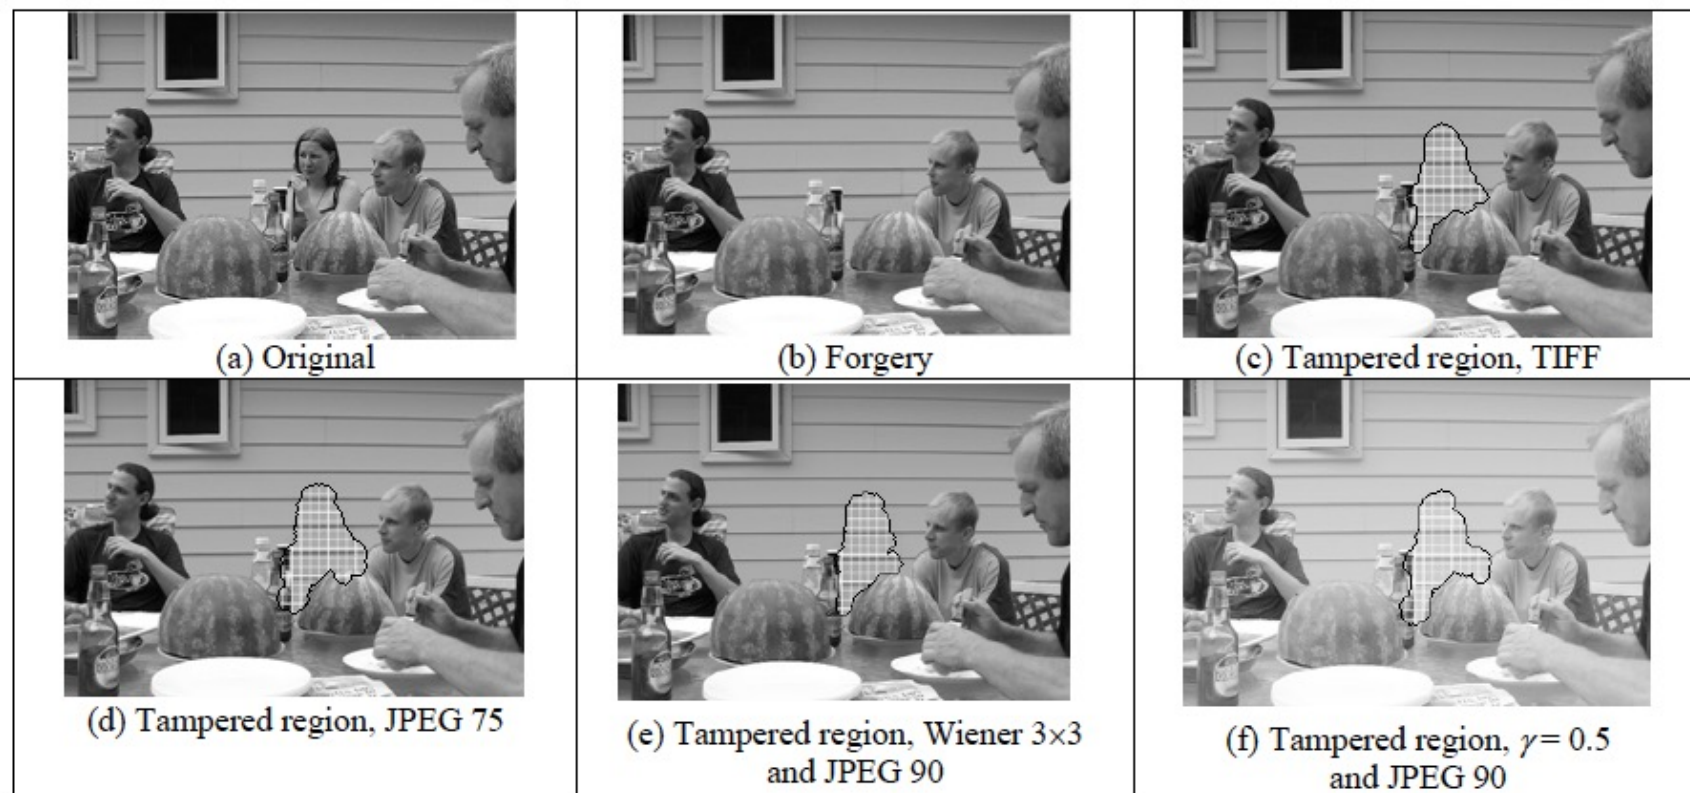 (a) Original
(b) Forgery
(c) Tampered region, TIFF
(d) Tampered region, JPEG 75
(e) Tampered region, Wiener 3×3
and JPEG 90
(f) Tampered region, γ = 0.5
and JPEG 90